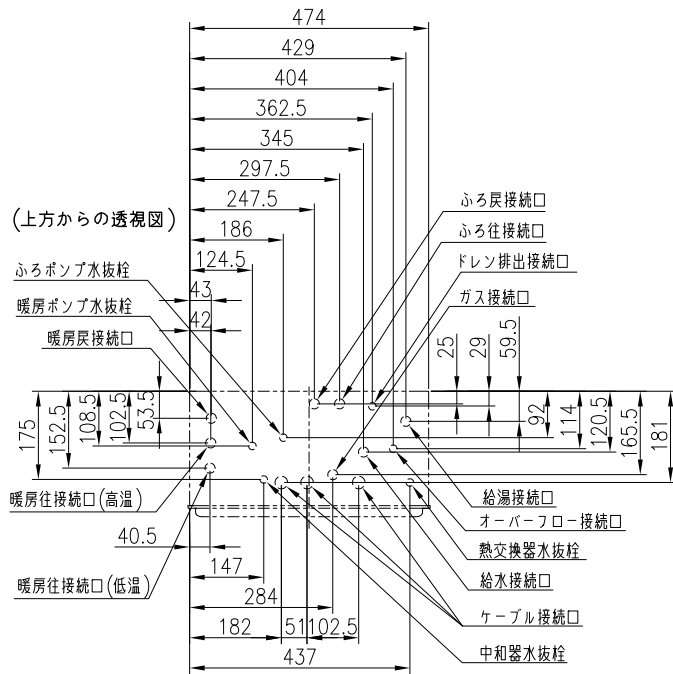 474
429
404
362.5
345
297.5
247.5
186
124.5
43
42
(上方からの透視図)
ふろポンプ水抜栓
暖房ポンプ水抜栓
暖房戻接続口
ふろ戻接続口
ふろ往接続口
ドレン排出接続口
ガス接続口
25
29
59.5
175
152.5
108.5
102.5
53.5
92
114
120.5
165.5
181
暖房往接続口(高温)
40.5
暖房往接続口(低温)
147
284
182
51
102.5
437
給湯接続口
オーバーフロー接続口
熱交換器水抜栓
給水接続口
ケーブル接続口
中和器水抜栓